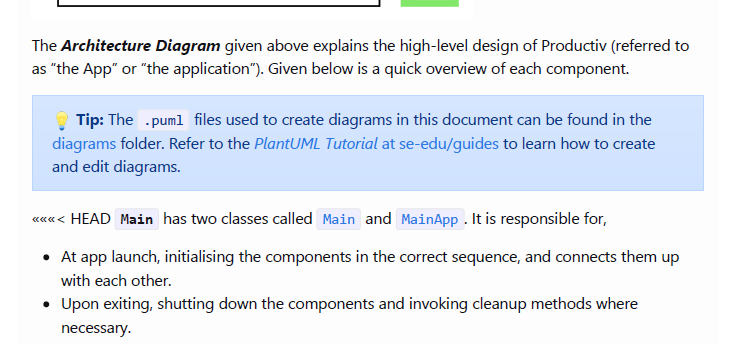 The Architecture Diagram given above explains the high-level design of Productiv (referred to
as “the App” or “the application”). Given below is a quick overview of each component.
💡 Tip: The .puml files used to create diagrams in this document can be found in the
diagrams folder. Refer to the PlantUML Tutorial at se-edu/guides to learn how to create
and edit diagrams.
«««< HEAD Main has two classes called Main and MainApp. It is responsible for,
• At app launch, initialising the components in the correct sequence, and connects them up
with each other.
• Upon exiting, shutting down the components and invoking cleanup methods where
necessary.